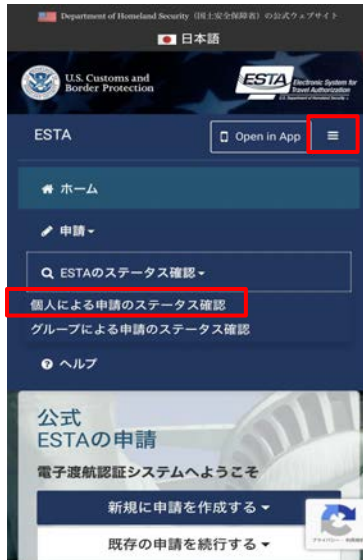 Department of Homeland Security（国土安全保障省）の公式ウェブサイト
日本語
U.S. Customs and
Border Protection
ESTA
Electronic System for
Travel Authorization
ESTA
Open in App
ホーム
申請
ESTAのステータス確認
個人による申請のステータス確認
グループによる申請のステータス確認
ヘルプ
公式
ESTAの申請
電子渡航認証システムへようこそ
新規に申請を作成する
既存の申請を続行する